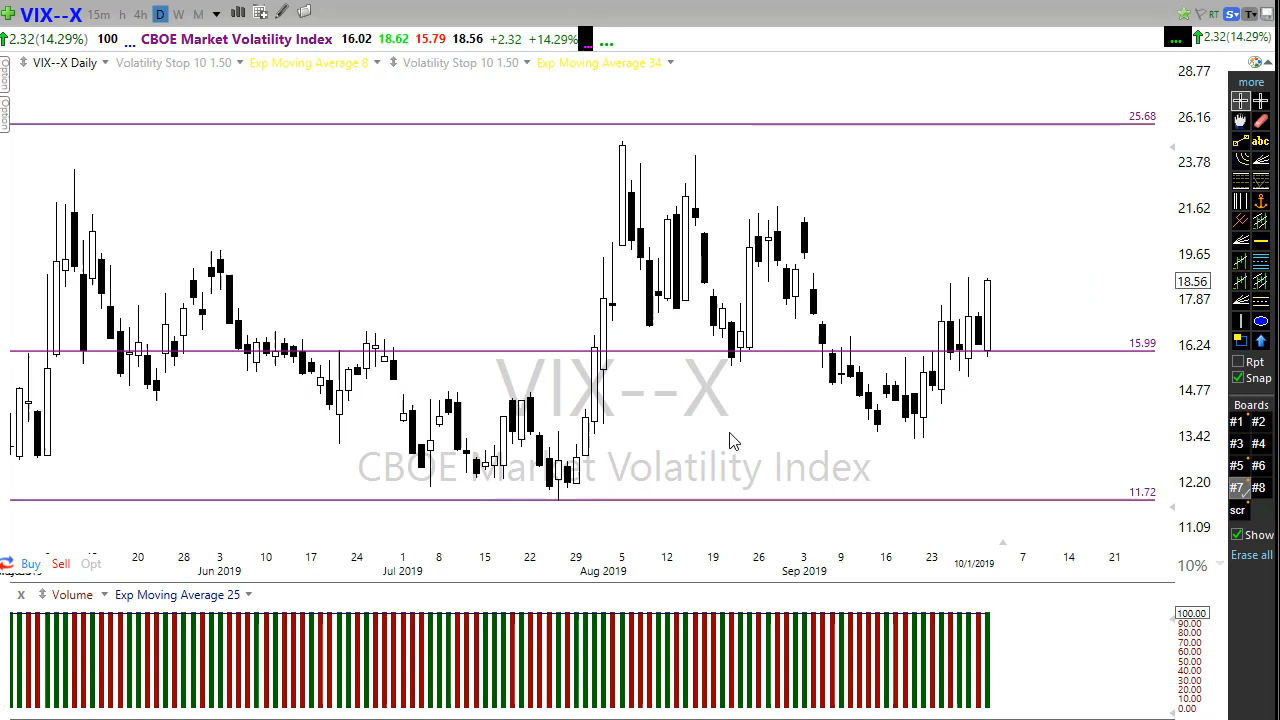 VIX--X 15m h 4h D W M RT S T
2.32(14.29%) 100 ... CBOE Market Volatility Index 16.02 18.62 15.79 18.56 +2.32 +14.29% ... ... ... 2.32(14.29%)
VIX--X Daily Volatility Stop 10 1.50 Exp Moving Average 8 Volatility Stop 10 1.50 Exp Moving Average 34
Option
Option
28.77
26.16
23.78
21.62
19.65
18.56
17.87
16.24
14.77
13.42
12.20
11.09
10%
25.68
15.99
11.72
VIX--X
CBOE Market Volatility Index
20 28 3 10 17 24 1 8 15 22 29 5 12 19 26 3 9 16 23 10/1/2019 7 14 21
Jun 2019 Jul 2019 Aug 2019 Sep 2019
Buy Sell Opt
X Volume Exp Moving Average 25
100.00
90.00
80.00
70.00
60.00
50.00
40.00
30.00
20.00
10.00
0.00
more
abc
Rpt
Snap
Boards
#1 #2
#3 #4
#5 #6
#7 #8
scr
Show
Erase all